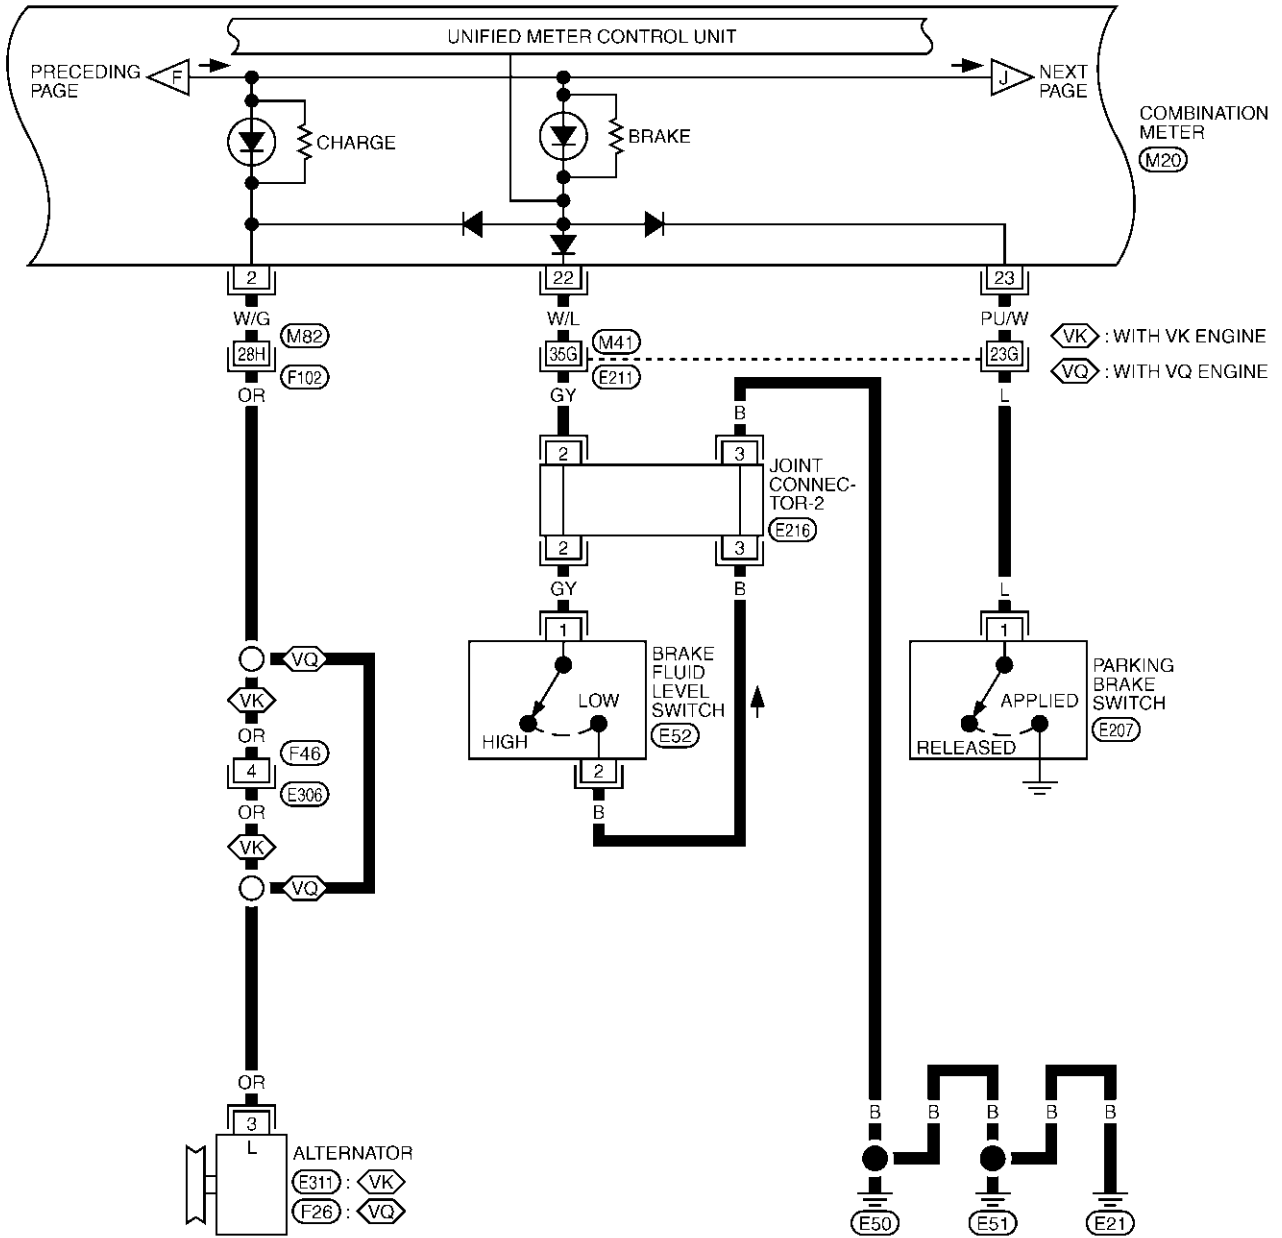 UNIFIED METER CONTROL UNIT
PRECEDING
PAGE
F
J
NEXT
PAGE
COMBINATION
METER
M20
CHARGE
BRAKE
2
22
23
W/G
W/L
PU/W
M82
28H
F102
M41
35G
E211
23G
VK : WITH VK ENGINE
VQ : WITH VQ ENGINE
OR
GY
B
L
2
3
JOINT
CONNEC-
TOR-2
E216
2
3
GY
B
L
1
1
BRAKE
FLUID
LEVEL
SWITCH
E52
LOW
HIGH
2
B
PARKING
BRAKE
SWITCH
E207
APPLIED
RELEASED
VQ
VK
OR
F46
4
E306
OR
VK
VQ
OR
3
L
ALTERNATOR
E311 : VK
F26 : VQ
B
B
B
B
B
E50
E51
E21